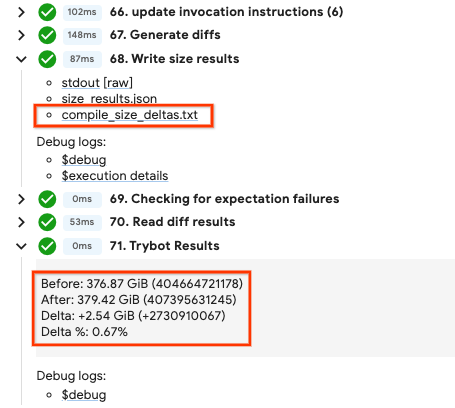 102ms 66. update invocation instructions (6)
148ms 67. Generate diffs
87ms 68. Write size results
stdout [raw]
size_results.json
compile_size_deltas.txt
Debug logs:
$debug
$execution details
0ms 69. Checking for expectation failures
53ms 70. Read diff results
0ms 71. Trybot Results
Before: 376.87 GiB (404664721178)
After: 379.42 GiB (407395631245)
Delta: +2.54 GiB (+2730910067)
Delta %: 0.67%
Debug logs:
$debug